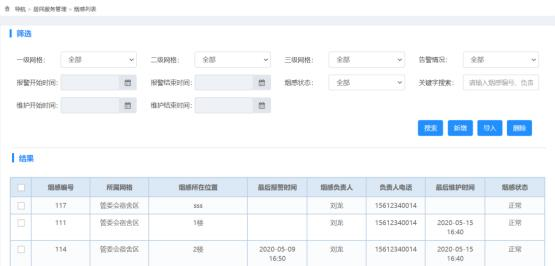 导航 > 居民服务管理 > 烟感列表
筛选
一级网格: 全部 二级网格: 全部 三级网格: 全部 告警情况: 全部
报警开始时间: 报警结束时间: 烟感状态: 全部 关键字搜索: 请输入烟感编号、负责
维护开始时间: 维护结束时间:
搜索 新增 导入 删除
结果
烟感编号 所属网格 烟感所在位置 最后报警时间 烟感负责人 负责人电话 最后维护时间 烟感状态
117 管委会宿舍区 sss 刘龙 15612340014 正常
111 管委会宿舍区 1楼 刘龙 15612340014 2020-05-15 16:40 正常
114 管委会宿舍区 2楼 2020-05-09 16:50 刘龙 15612340014 2020-05-15 16:40 正常